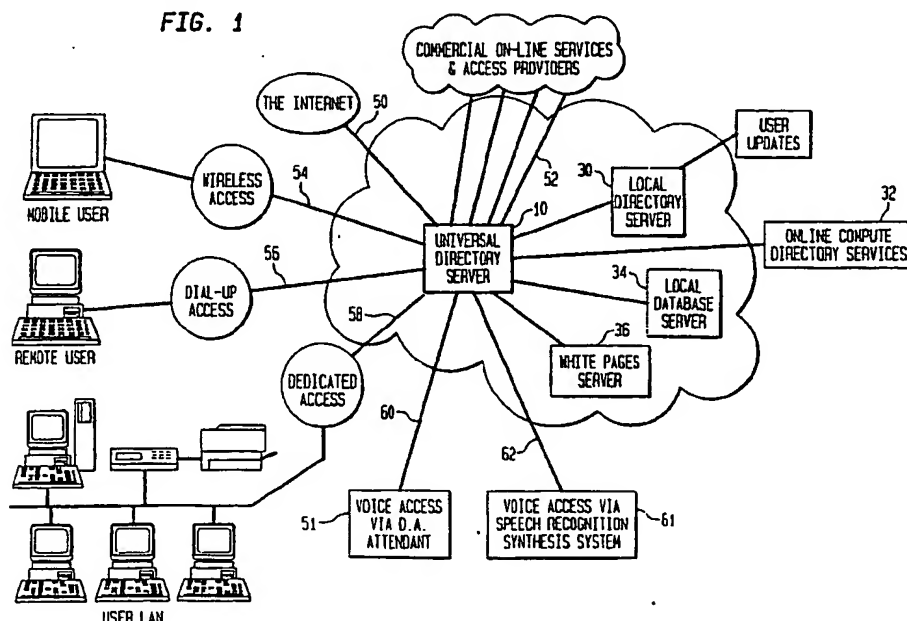 FIG. 1
COMMERCIAL ON-LINE SERVICES
& ACCESS PROVIDERS
THE INTERNET
50
USER
UPDATES
52
30
LOCAL
DIRECTORY
SERVER
32
WIRELESS
ACCESS
54
10
MOBILE USER
UNIVERSAL
DIRECTORY
SERVER
ONLINE COMPUTE
DIRECTORY SERVICES
56
34
DIAL-UP
ACCESS
LOCAL
DATABASE
SERVER
58
36
REMOTE USER
WHITE PAGES
SERVER
DEDICATED
ACCESS
60
62
51
VOICE ACCESS
VIA D.A.
ATTENDANT
VOICE ACCESS VIA
SPEECH RECOGNITION
SYNTHESIS SYSTEM
61
USER LAN